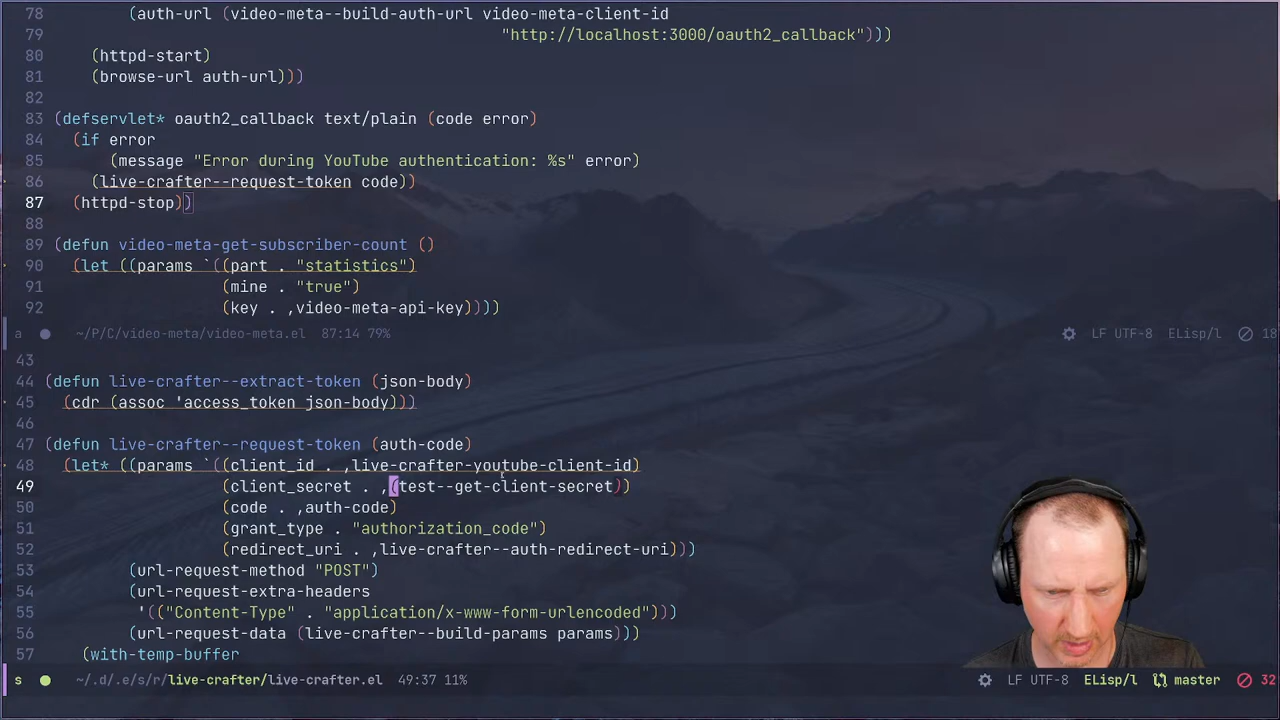 78 (auth-url (video-meta--build-auth-url video-meta-client-id
79 "http://localhost:3000/oauth2_callback")))
80 (httpd-start)
81 (browse-url auth-url)))
82
83 (defservlet* oauth2_callback text/plain (code error)
84 (if error
85 (message "Error during YouTube authentication: %s" error)
86 (live-crafter--request-token code))
87 (httpd-stop))
88
89 (defun video-meta-get-subscriber-count ()
90 (let ((params `((part . "statistics")
91 (mine . "true")
92 (key . ,video-meta-api-key))))
a ~/P/C/video-meta/video-meta.el 87:14 79% LF UTF-8 ELisp/l 18
43
44 (defun live-crafter--extract-token (json-body)
45 (cdr (assoc 'access_token json-body)))
46
47 (defun live-crafter--request-token (auth-code)
48 (let* ((params `((client_id . ,live-crafter-youtube-client-id)
49 (client_secret . ,(test--get-client-secret))
50 (code . ,auth-code)
51 (grant_type . "authorization_code")
52 (redirect_uri . ,live-crafter--auth-redirect-uri)))
53 (url-request-method "POST")
54 (url-request-extra-headers
55 '(("Content-Type" . "application/x-www-form-urlencoded")))
56 (url-request-data (live-crafter--build-params params)))
57 (with-temp-buffer
s ~/.d/.e/s/r/live-crafter/live-crafter.el 49:37 11% LF UTF-8 ELisp/l master 32